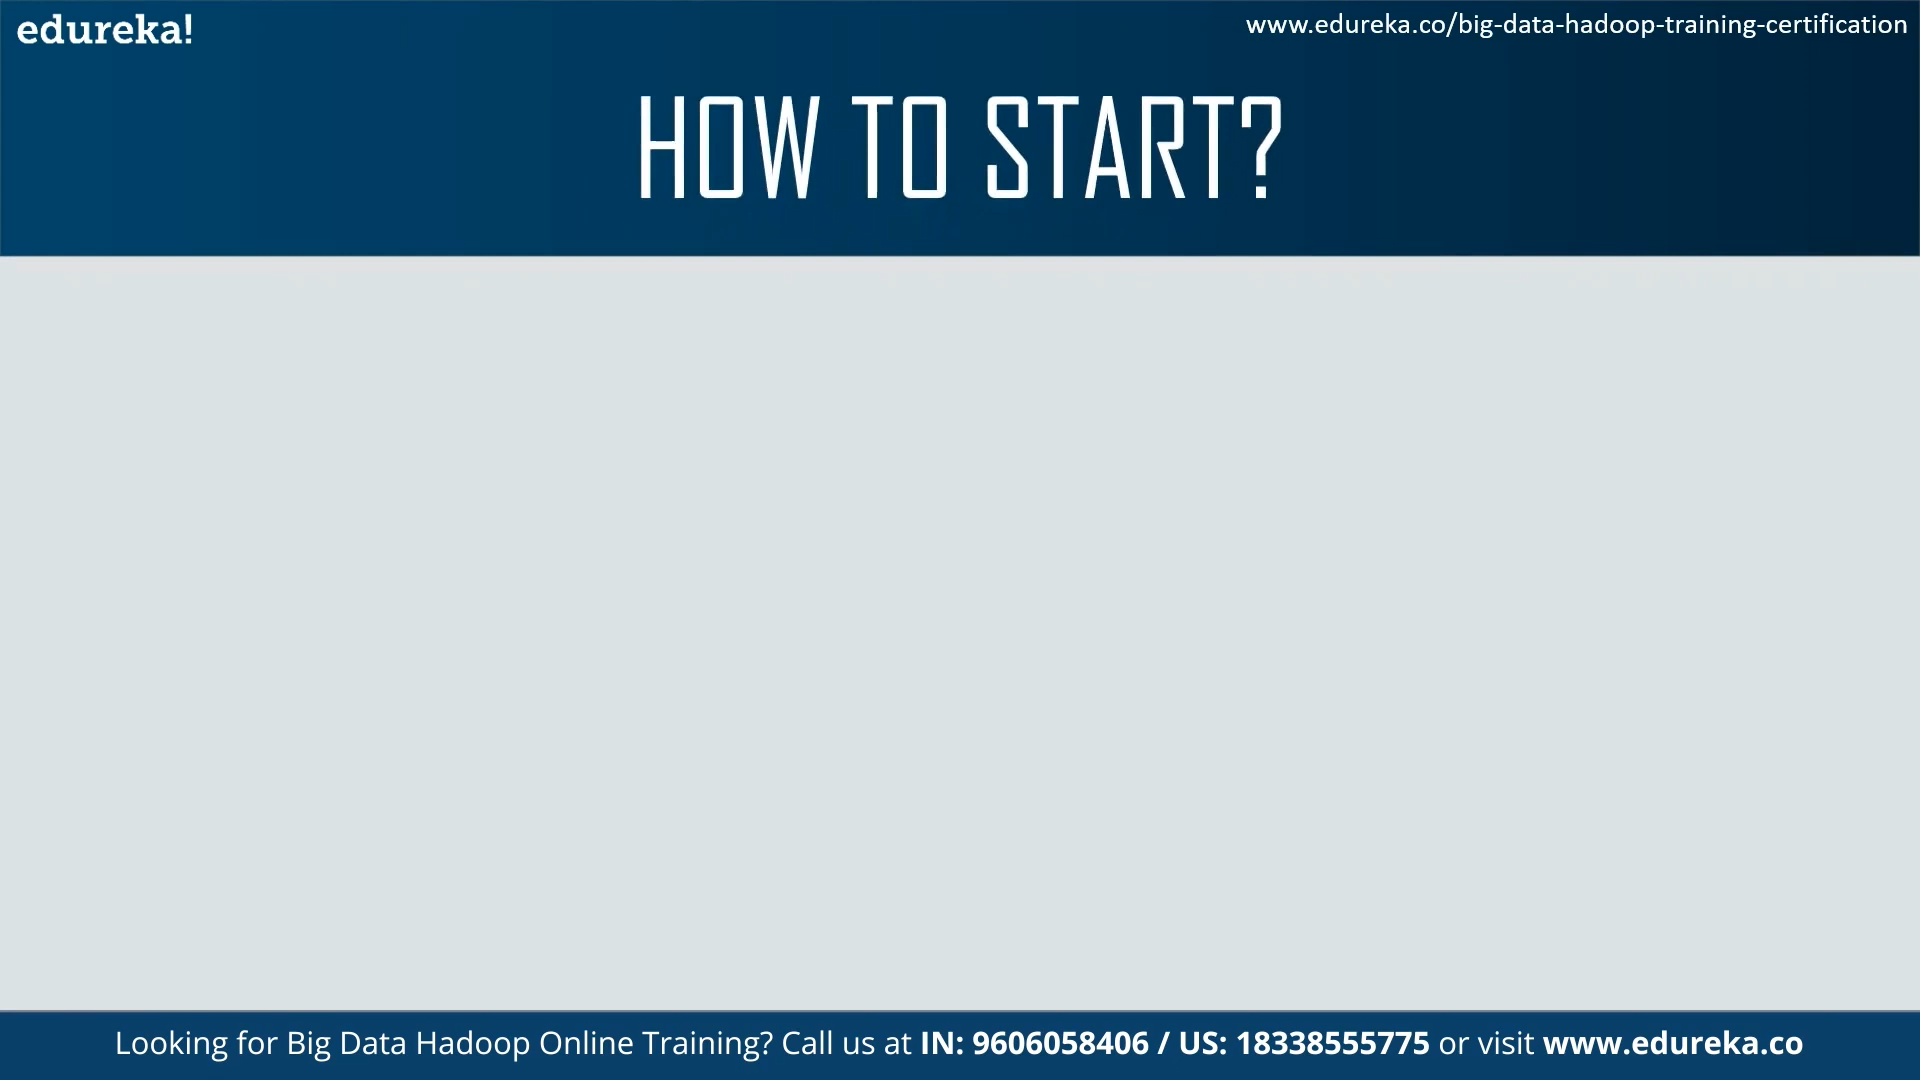 edureka!
www.edureka.co/big-data-hadoop-training-certification
HOW TO START?
Looking for Big Data Hadoop Online Training? Call us at IN: 9606058406 / US: 18338555775 or visit www.edureka.co